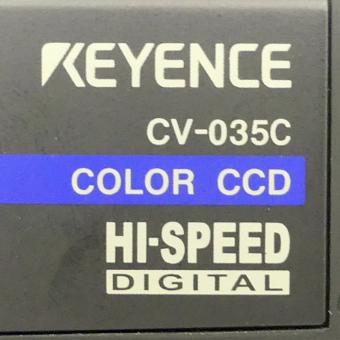 KEYENCE
CV-035C
COLOR CCD
HI-SPEED
DIGITAL